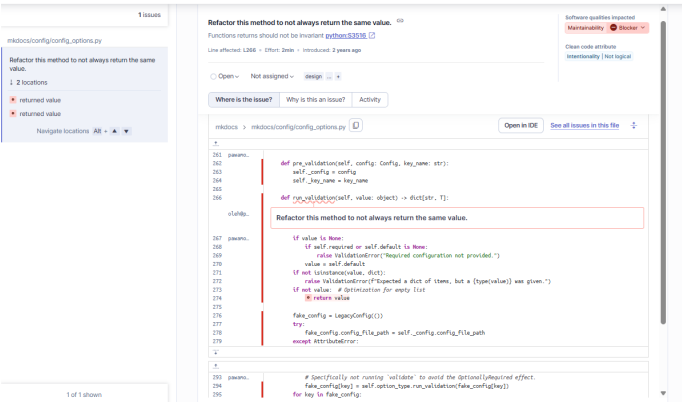 1 issues
mkdocs/config/config_options.py
Refactor this method to not always return the same
value.
2 locations
returned value
returned value
Navigate locations Alt + ▲ ▼
1 of 1 shown
Refactor this method to not always return the same value.
Functions returns should not be invariant python:S3516
Line affected: L266 • Effort: 2min • Introduced: 2 years ago
Open Not assigned design ... +
Software qualities impacted
Maintainability Blocker
Clean code attribute
Intentionality | Not logical
Where is the issue? Why is this an issue? Activity
mkdocs > mkdocs/config/config_options.py Open in IDE See all issues in this file
261 pawamo… def pre_validation(self, config: Config, key_name: str):
262 self._config = config
263 self._key_name = key_name
265
266 def run_validation(self, value: object) -> dict[str, T]:
oleh@p…
Refactor this method to not always return the same value.
267 pawamo… if value is None:
268 if self.required or self.default is None:
269 raise ValidationError("Required configuration not provided.")
270 value = self.default
271 if not isinstance(value, dict):
272 raise ValidationError(f"Expected a dict of items, but a {type(value)} was given.")
273 if not value: # Optimization for empty list
274 return value
275
276 fake_config = LegacyConfig(())
277 try:
278 fake_config.config_file_path = self._config.config_file_path
279 except AttributeError:
293 pawamo… # Specifically not running `validate` to avoid the OptionallyRequired effect.
294 fake_config[key] = self.option_type.run_validation(fake_config[key])
295 for key in fake_config: